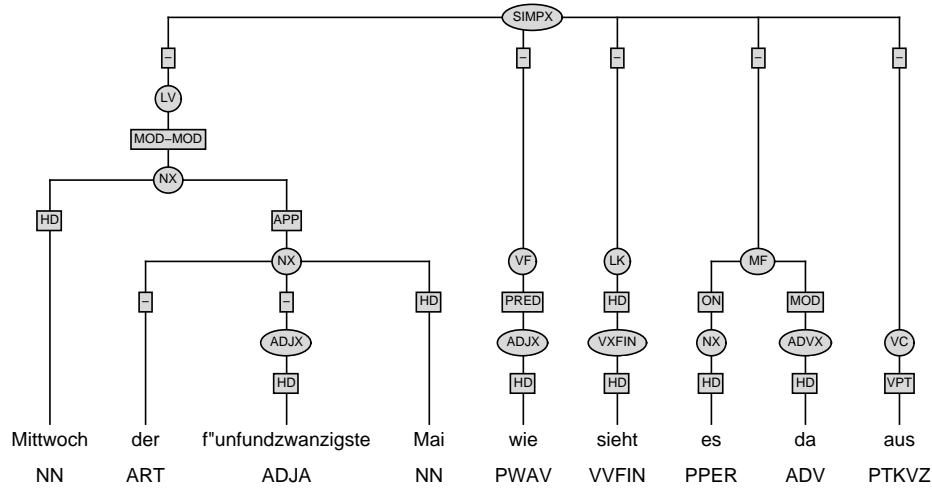 SIMPX
– – – – –
LV
MOD–MOD
NX
HD APP
NX VF LK MF
– – HD PRED HD ON MOD
ADJX ADJX VXFIN NX ADVX VC
HD HD HD HD HD VPT
Mittwoch der f"unfundzwanzigste Mai wie sieht es da aus
NN ART ADJA NN PWAV VVFIN PPER ADV PTKVZ